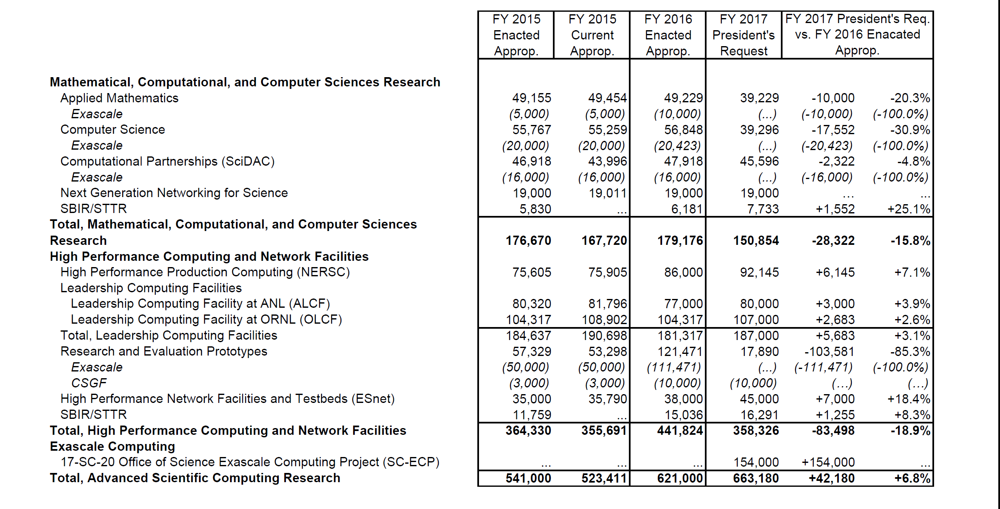 FY 2015 FY 2015 FY 2016 FY 2017 FY 2017 President's Req.
Enacted Current Enacted President's vs. FY 2016 Enacated
Approp. Approp. Approp. Request Approp.
Mathematical, Computational, and Computer Sciences Research
Applied Mathematics 49,155 49,454 49,229 39,229 -10,000 -20.3%
Exascale (5,000) (5,000) (10,000) (...) (-10,000) (-100.0%)
Computer Science 55,767 55,259 56,848 39,296 -17,552 -30.9%
Exascale (20,000) (20,000) (20,423) (...) (-20,423) (-100.0%)
Computational Partnerships (SciDAC) 46,918 43,996 47,918 45,596 -2,322 -4.8%
Exascale (16,000) (16,000) (16,000) (...) (-16,000) (-100.0%)
Next Generation Networking for Science 19,000 19,011 19,000 19,000 ... ...
SBIR/STTR 5,830 ... 6,181 7,733 +1,552 +25.1%
Total, Mathematical, Computational, and Computer Sciences
Research 176,670 167,720 179,176 150,854 -28,322 -15.8%
High Performance Computing and Network Facilities
High Performance Production Computing (NERSC) 75,605 75,905 86,000 92,145 +6,145 +7.1%
Leadership Computing Facilities
Leadership Computing Facility at ANL (ALCF) 80,320 81,796 77,000 80,000 +3,000 +3.9%
Leadership Computing Facility at ORNL (OLCF) 104,317 108,902 104,317 107,000 +2,683 +2.6%
Total, Leadership Computing Facilities 184,637 190,698 181,317 187,000 +5,683 +3.1%
Research and Evaluation Prototypes 57,329 53,298 121,471 17,890 -103,581 -85.3%
Exascale (50,000) (50,000) (111,471) (...) (-111,471) (-100.0%)
CSGF (3,000) (3,000) (10,000) (10,000) (...) (...)
High Performance Network Facilities and Testbeds (ESnet) 35,000 35,790 38,000 45,000 +7,000 +18.4%
SBIR/STTR 11,759 ... 15,036 16,291 +1,255 +8.3%
Total, High Performance Computing and Network Facilities 364,330 355,691 441,824 358,326 -83,498 -18.9%
Exascale Computing
17-SC-20 Office of Science Exascale Computing Project (SC-ECP) ... ... ... 154,000 +154,000 ...
Total, Advanced Scientific Computing Research 541,000 523,411 621,000 663,180 +42,180 +6.8%